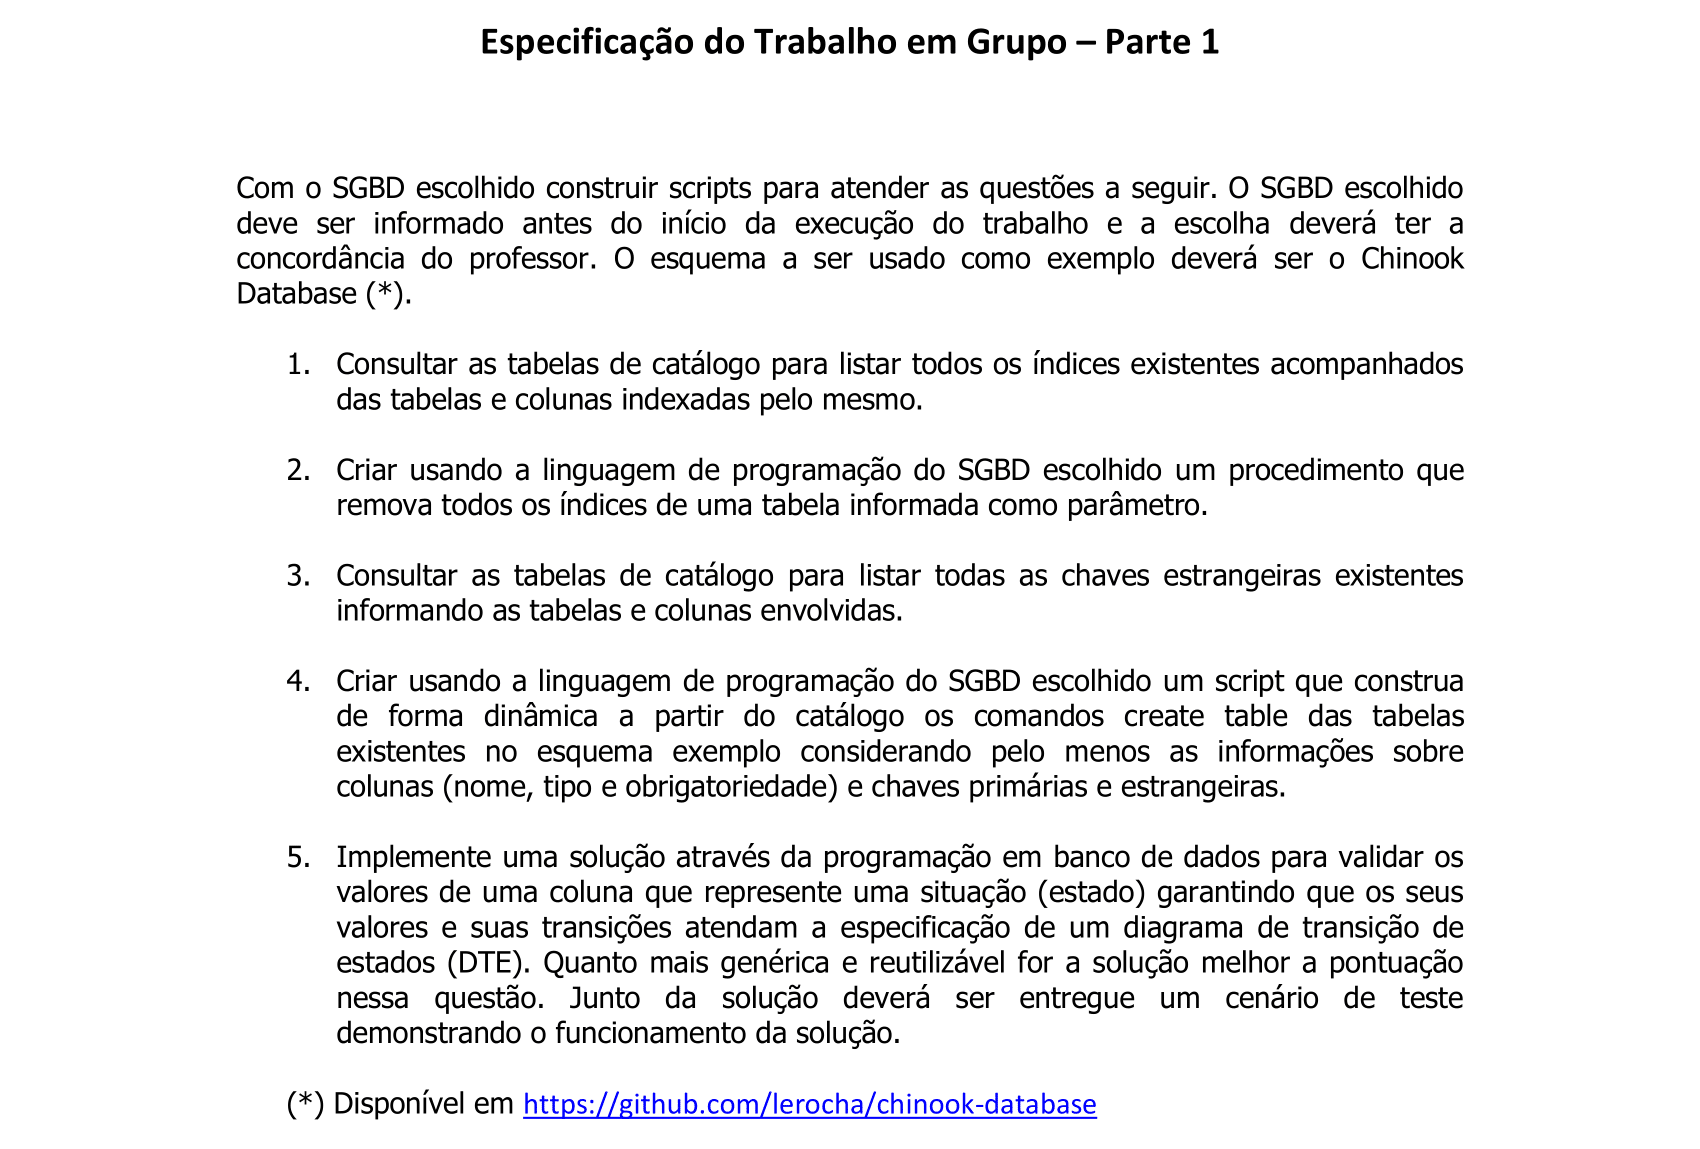 Especificação do Trabalho em Grupo – Parte 1
Com o SGBD escolhido construir scripts para atender as questões a seguir. O SGBD escolhido
deve ser informado antes do início da execução do trabalho e a escolha deverá ter a
concordância do professor. O esquema a ser usado como exemplo deverá ser o Chinook
Database (*).
1. Consultar as tabelas de catálogo para listar todos os índices existentes acompanhados
das tabelas e colunas indexadas pelo mesmo.
2. Criar usando a linguagem de programação do SGBD escolhido um procedimento que
remova todos os índices de uma tabela informada como parâmetro.
3. Consultar as tabelas de catálogo para listar todas as chaves estrangeiras existentes
informando as tabelas e colunas envolvidas.
4. Criar usando a linguagem de programação do SGBD escolhido um script que construa
de forma dinâmica a partir do catálogo os comandos create table das tabelas
existentes no esquema exemplo considerando pelo menos as informações sobre
colunas (nome, tipo e obrigatoriedade) e chaves primárias e estrangeiras.
5. Implemente uma solução através da programação em banco de dados para validar os
valores de uma coluna que represente uma situação (estado) garantindo que os seus
valores e suas transições atendam a especificação de um diagrama de transição de
estados (DTE). Quanto mais genérica e reutilizável for a solução melhor a pontuação
nessa questão. Junto da solução deverá ser entregue um cenário de teste
demonstrando o funcionamento da solução.
(*) Disponível em https://github.com/lerocha/chinook-database